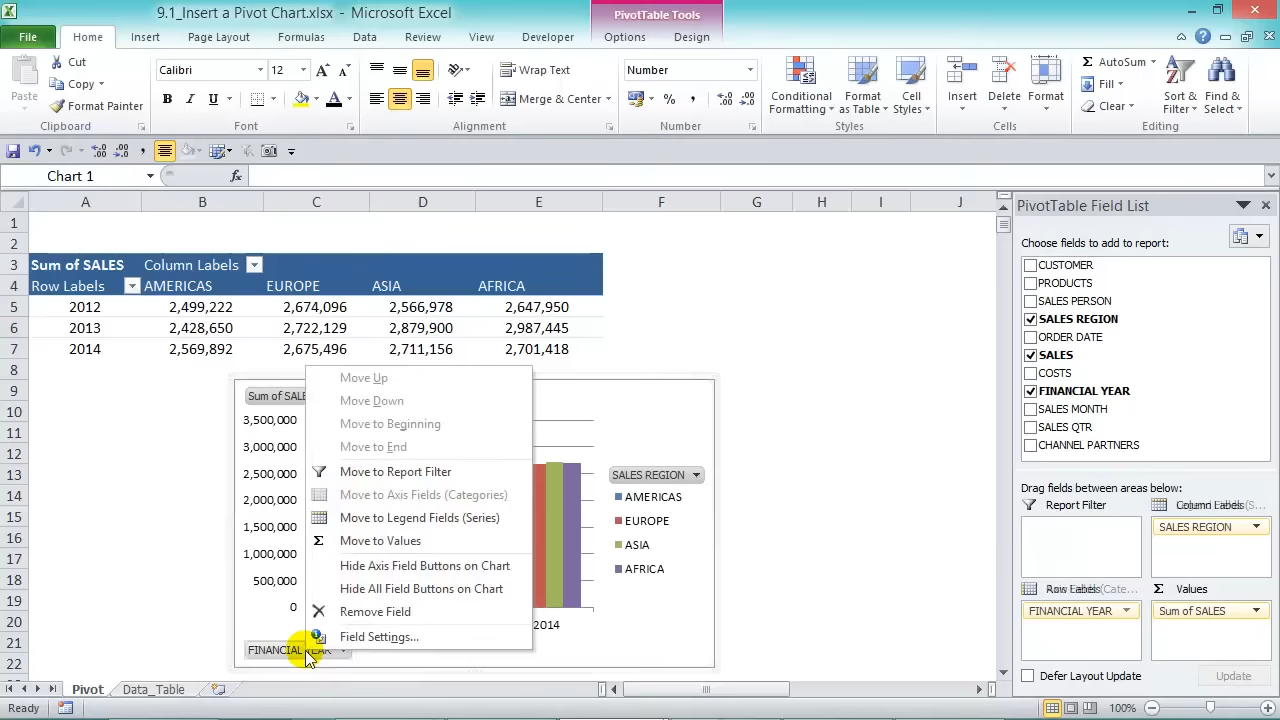 9.1_Insert a Pivot Chart.xlsx - Microsoft Excel
PivotTable Tools
File Home Insert Page Layout Formulas Data Review View Developer Options Design
Paste
Cut
Copy
Format Painter
Clipboard
Calibri 12
B I U
Font
Wrap Text
Merge & Center
Alignment
Number
Number
Conditional Formatting
Format as Table
Cell Styles
Styles
Insert Delete Format
Cells
AutoSum
Fill
Clear
Sort & Filter
Find & Select
Editing
Chart 1 fx
A B C D E F G H I J
1
2
3 Sum of SALES Column Labels
4 Row Labels AMERICAS EUROPE ASIA AFRICA
5 2012 2,499,222 2,674,096 2,566,978 2,647,950
6 2013 2,428,650 2,722,129 2,879,900 2,987,445
7 2014 2,569,892 2,675,496 2,711,156 2,701,418
8
9
10
11
12
13
14
15
16
17
18
19
20
21
22
Sum of SALE
3,500,000
3,000,000
2,500,000
2,000,000
1,500,000
1,000,000
500,000
0
2014
FINANCIAL YEAR
SALES REGION
AMERICAS
EUROPE
ASIA
AFRICA
Move Up
Move Down
Move to Beginning
Move to End
Move to Report Filter
Move to Axis Fields (Categories)
Move to Legend Fields (Series)
Move to Values
Hide Axis Field Buttons on Chart
Hide All Field Buttons on Chart
Remove Field
Field Settings...
PivotTable Field List
Choose fields to add to report:
CUSTOMER
PRODUCTS
SALES PERSON
SALES REGION
ORDER DATE
SALES
COSTS
FINANCIAL YEAR
SALES MONTH
SALES QTR
CHANNEL PARTNERS
Drag fields between areas below:
Report Filter
Column Labels
SALES REGION
Row Labels
FINANCIAL YEAR
Σ Values
Sum of SALES
Defer Layout Update
Update
Pivot Data_Table
Ready
100%